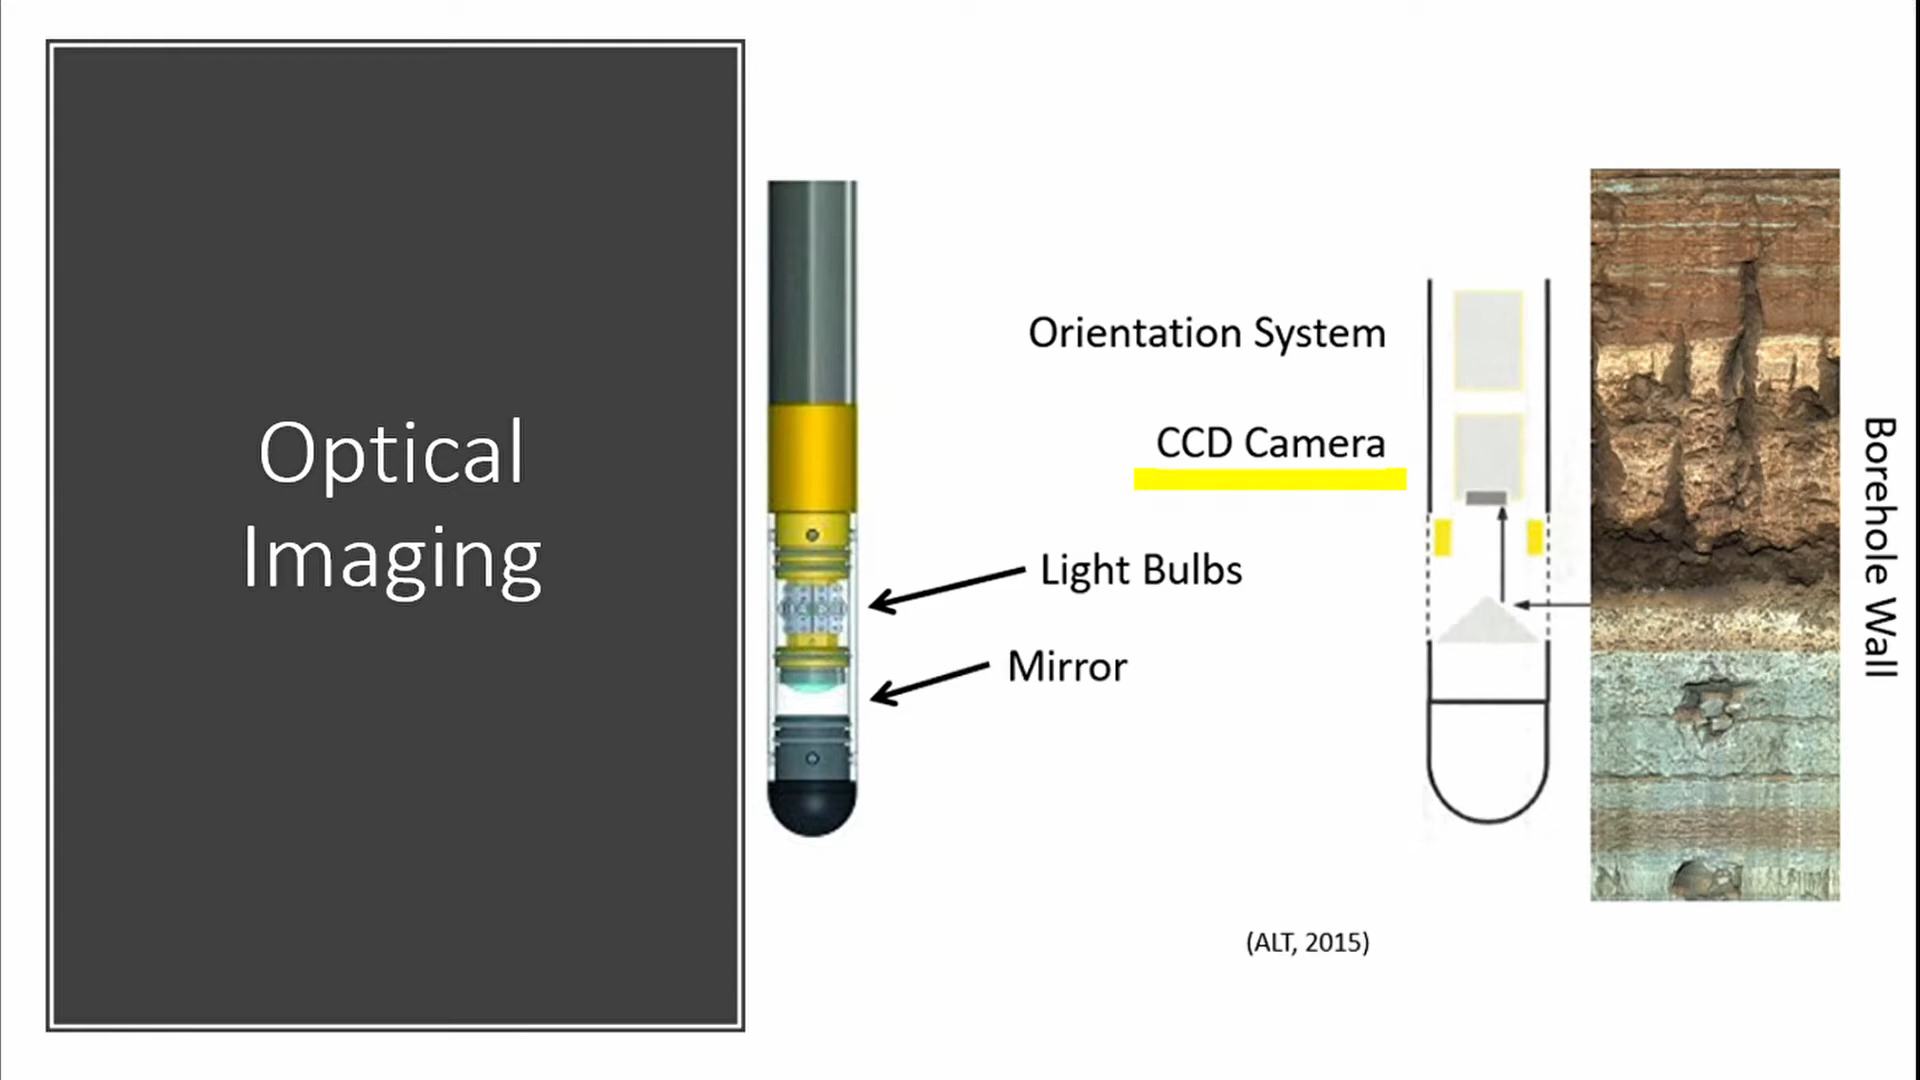 Optical
Imaging
Orientation System
CCD Camera
Light Bulbs
Mirror
Borehole Wall
(ALT, 2015)